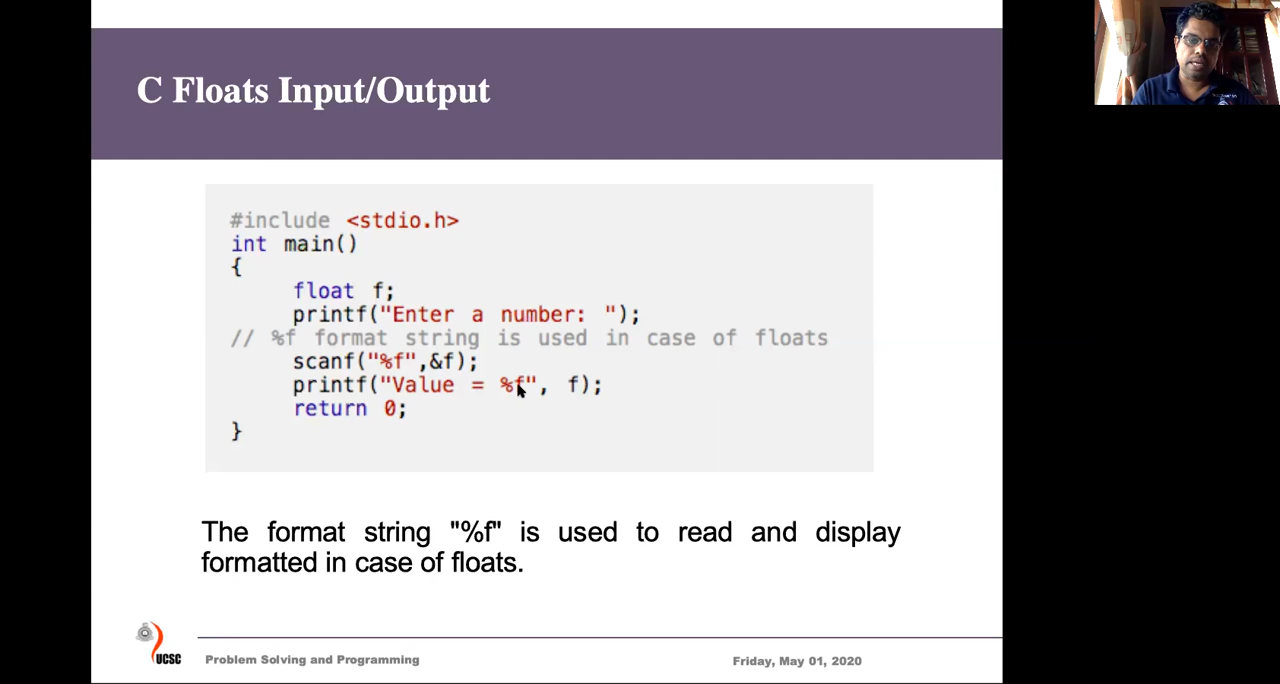 C Floats Input/Output
#include <stdio.h>
int main()
{
float f;
printf("Enter a number: ");
// %f format string is used in case of floats
scanf("%f",&f);
printf("Value = %f", f);
return 0;
}
The format string "%f" is used to read and display
formatted in case of floats.
UCSC
Problem Solving and Programming
Friday, May 01, 2020